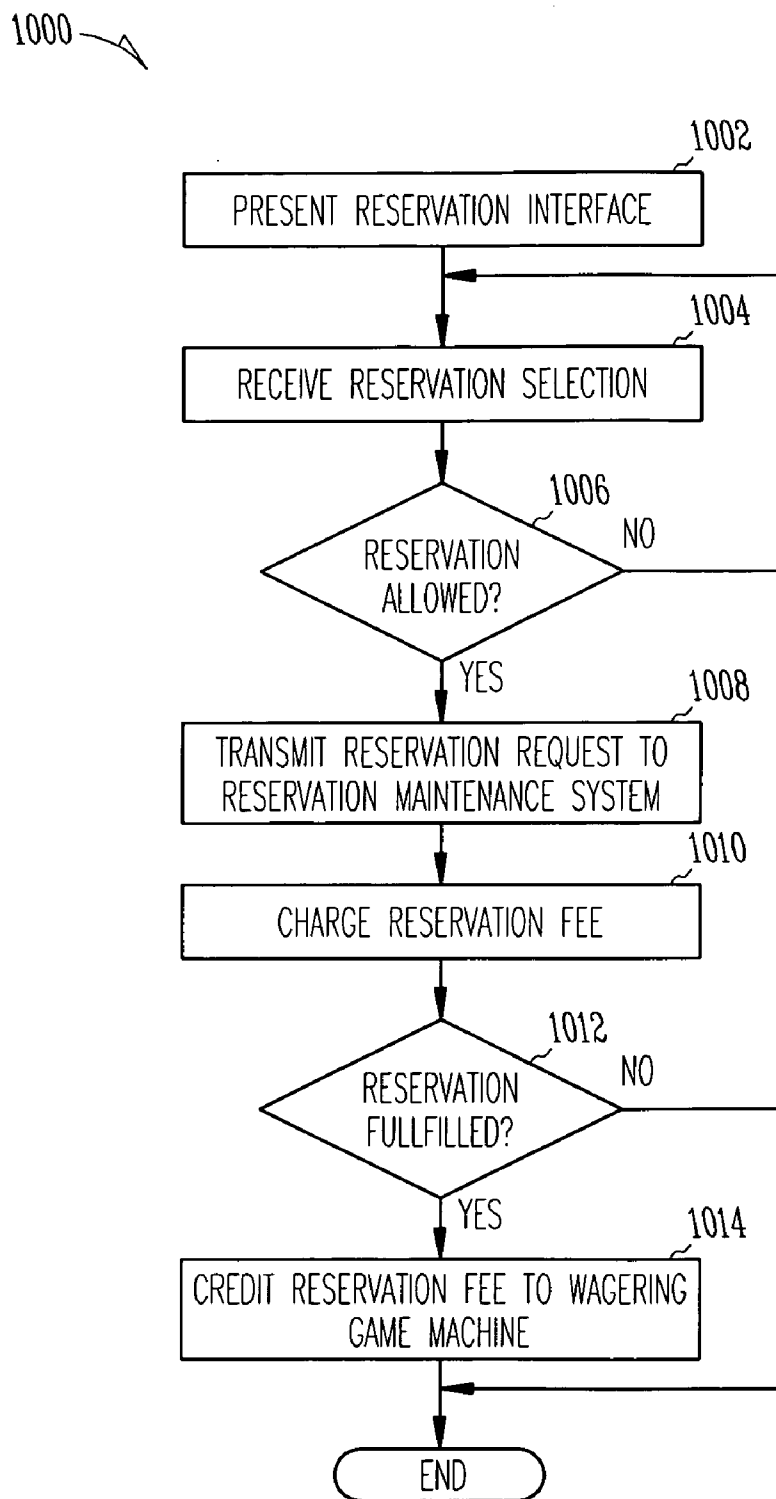 1000
1002
PRESENT RESERVATION INTERFACE
1004
RECEIVE RESERVATION SELECTION
1006
RESERVATION
ALLOWED?
NO
YES
1008
TRANSMIT RESERVATION REQUEST TO
RESERVATION MAINTENANCE SYSTEM
1010
CHARGE RESERVATION FEE
1012
RESERVATION
FULLFILLED?
NO
YES
1014
CREDIT RESERVATION FEE TO WAGERING
GAME MACHINE
END